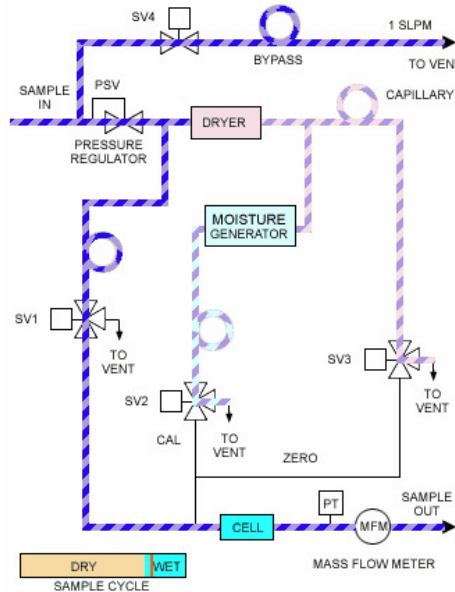 SV4
1 SLPM
BYPASS
TO VENT
SAMPLE
IN
PSV
CAPILLARY
DRYER
PRESSURE
REGULATOR
MOISTURE
GENERATOR
SV1
TO
VENT
SV3
TO
VENT
SV2
TO
VENT
CAL
ZERO
PT
SAMPLE
OUT
CELL
MFM
DRY
WET
MASS FLOW METER
SAMPLE CYCLE